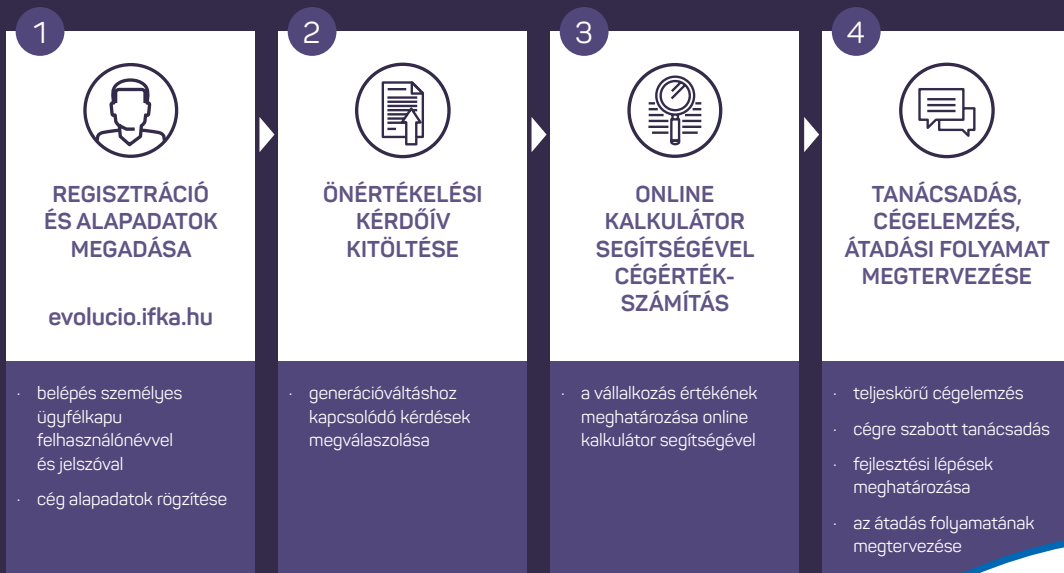 1
REGISZTRÁCIÓ
ÉS ALAPADATOK
MEGADÁSA
evolucio.ifka.hu
· belépés személyes
ügyfélkapu
felhasználónévvel
és jelszóval
· cég alapadatok rögzítése
2
ÖNÉRTÉKELÉSI
KÉRDŐÍV
KITÖLTÉSE
· generációváltáshoz
kapcsolódó kérdések
megválaszolása
3
ONLINE
KALKULÁTOR
SEGÍTSÉGÉVEL
CÉGÉRTÉK-
SZÁMÍTÁS
· a vállalkozás értékének
meghatározása online
kalkulátor segítségével
4
TANÁCSADÁS,
CÉGELEMZÉS,
ÁTADÁSI FOLYAMAT
MEGTERVEZÉSE
· teljeskörű cégelemzés
· cégre szabott tanácsadás
· fejlesztési lépések
meghatározása
· az átadás folyamatának
megtervezése